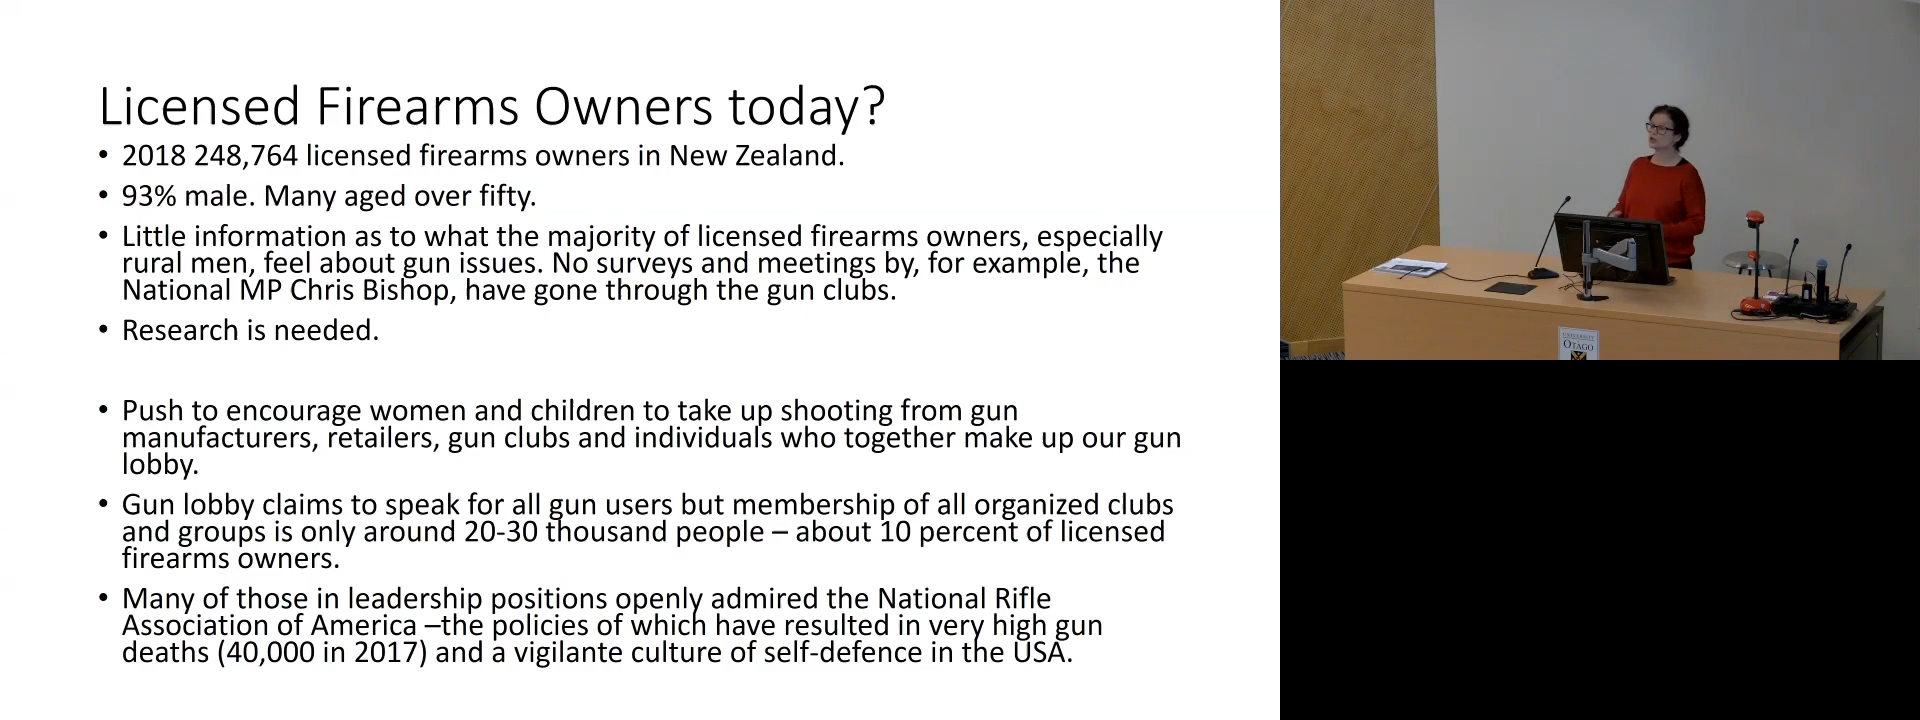 Licensed Firearms Owners today?
• 2018 248,764 licensed firearms owners in New Zealand.
• 93% male. Many aged over fifty.
• Little information as to what the majority of licensed firearms owners, especially
rural men, feel about gun issues. No surveys and meetings by, for example, the
National MP Chris Bishop, have gone through the gun clubs.
• Research is needed.
• Push to encourage women and children to take up shooting from gun
manufacturers, retailers, gun clubs and individuals who together make up our gun
lobby.
• Gun lobby claims to speak for all gun users but membership of all organized clubs
and groups is only around 20-30 thousand people – about 10 percent of licensed
firearms owners.
• Many of those in leadership positions openly admired the National Rifle
Association of America –the policies of which have resulted in very high gun
deaths (40,000 in 2017) and a vigilante culture of self-defence in the USA.
UNIVERSITY
OTAGO